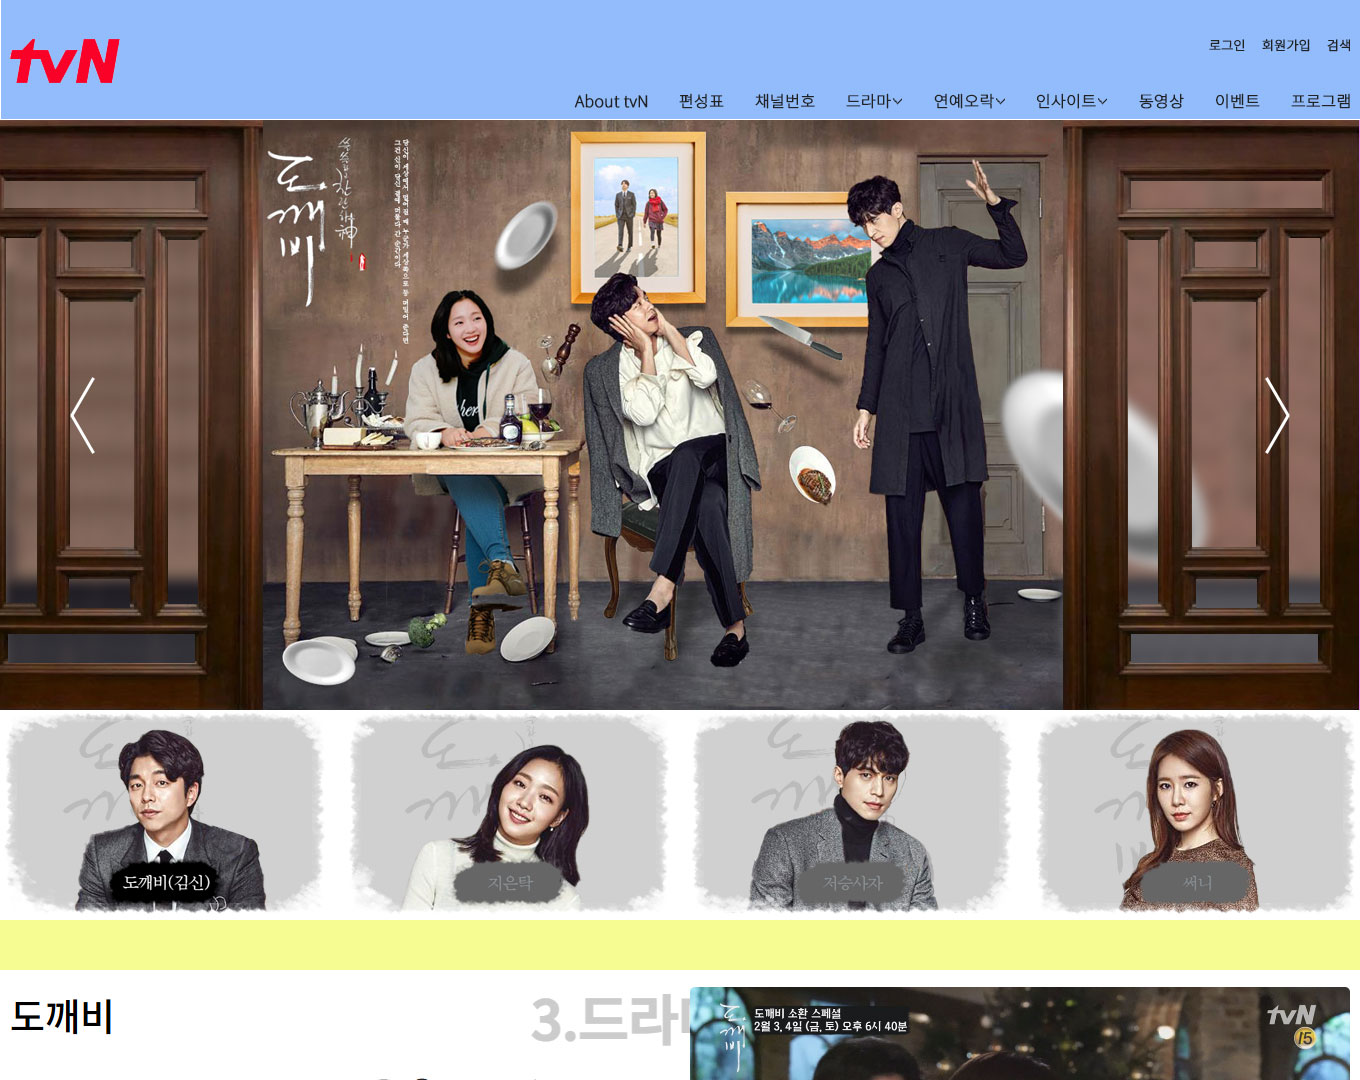 tvN
로그인 회원가입 검색
About tvN 편성표 채널번호 드라마 연예오락 인사이트 동영상 이벤트 프로그램
도깨비
쓸쓸하고 찬란하神
her
도깨비(김신) 지은탁 저승사자 써니
도깨비
3.드라
도깨비
도깨비 소환 스페셜
2월 3, 4일 (금, 토) 오후 6시 40분
tvN
15